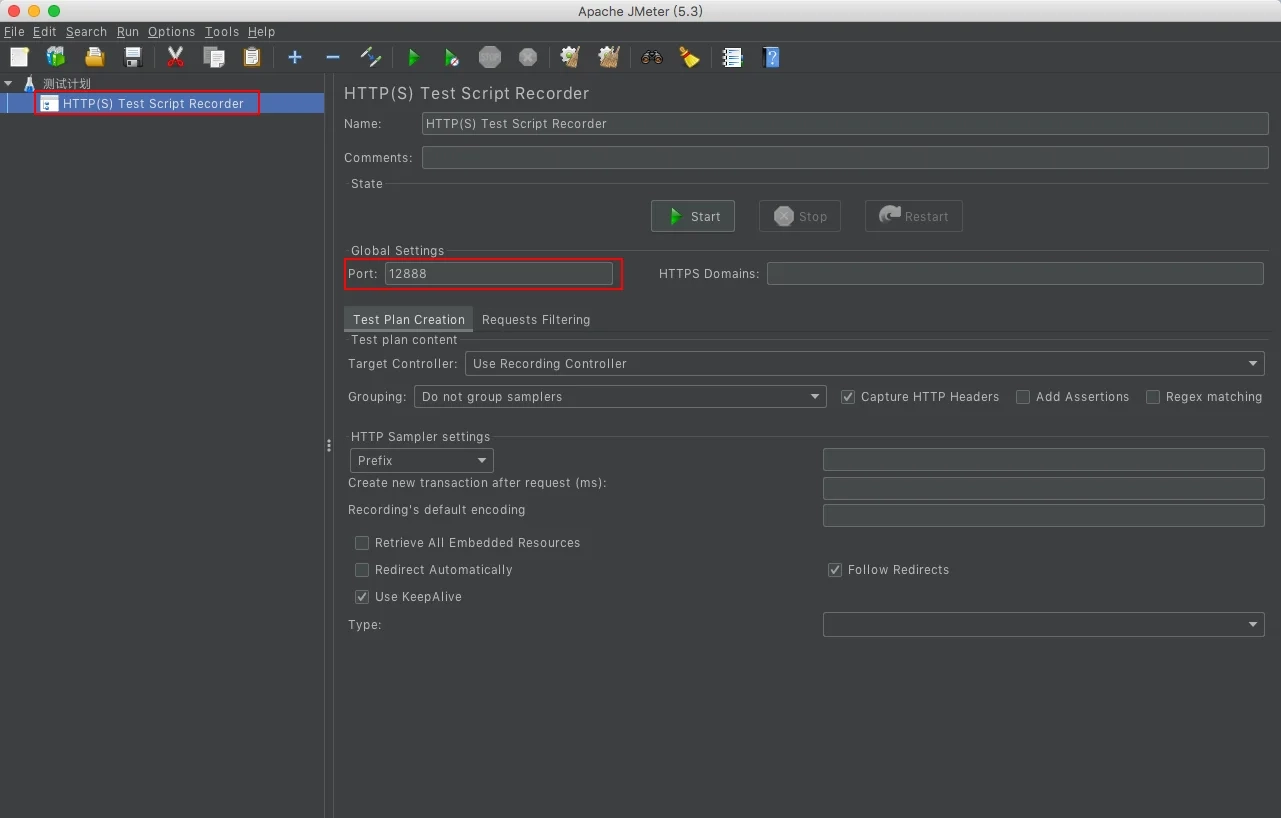 Apache JMeter (5.3)
File Edit Search Run Options Tools Help
测试计划
HTTP(S) Test Script Recorder
HTTP(S) Test Script Recorder
Name: HTTP(S) Test Script Recorder
Comments:
State
Start Stop Restart
Global Settings
Port: 12888 HTTPS Domains:
Test Plan Creation Requests Filtering
Test plan content
Target Controller: Use Recording Controller
Grouping: Do not group samplers Capture HTTP Headers Add Assertions Regex matching
HTTP Sampler settings
Prefix
Create new transaction after request (ms):
Recording's default encoding
Retrieve All Embedded Resources
Redirect Automatically Follow Redirects
Use KeepAlive
Type: